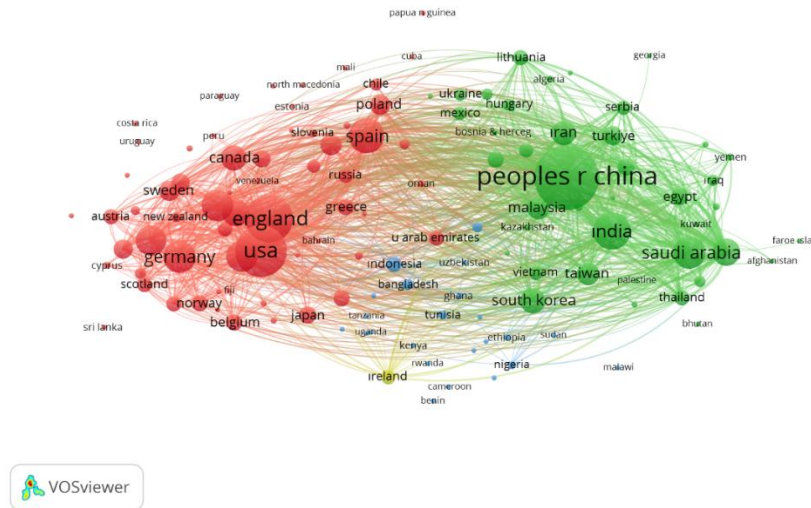 papua n guinea
cuba
mali
lithuania
georgia
north macedonia
chile
algeria
paraguay
ukraine
estonia
poland
hungary
serbia
mexico
costa rica
peru
slovenia
spain
bosnia & herceg
iran
turkiye
uruguay
canada
yemen
russia
peoples r china
venezuela
oman
iraq
sweden
egypt
greece
malaysia
austria
new zealand
england
kuwait
kazakhstan
india
bahrain
u arab emirates
faroe isla
usa
saudi arabia
germany
afghanistan
cyprus
indonesia
uzbekistan
vietnam
taiwan
palestine
scotland
fiji
bangladesh
norway
ghana
south korea
thailand
sri lanka
belgium
japan
tanzania
tunisia
bhutan
uganda
ethiopia
sudan
kenya
rwanda
nigeria
malawi
ireland
cameroon
benin
VOSviewer